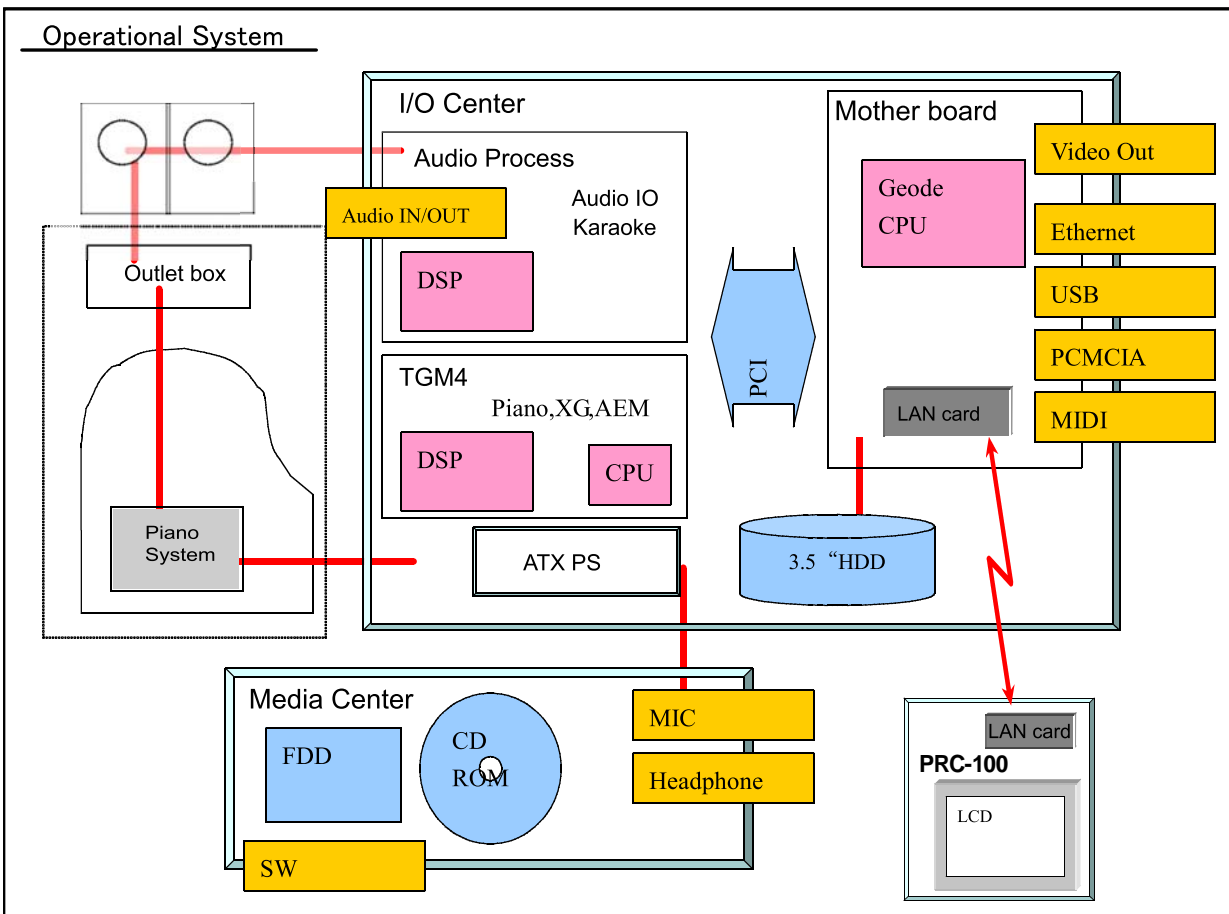 Operational System
I/O Center
Audio Process
Audio IN/OUT
Audio IO
Karaoke
DSP
TGM4
Piano,XG,AEM
DSP
CPU
ATX PS
PCI
3.5 “HDD
Mother board
Geode
CPU
LAN card
Video Out
Ethernet
USB
PCMCIA
MIDI
Outlet box
Piano
System
Media Center
FDD
CD
ROM
MIC
Headphone
SW
LAN card
PRC-100
LCD